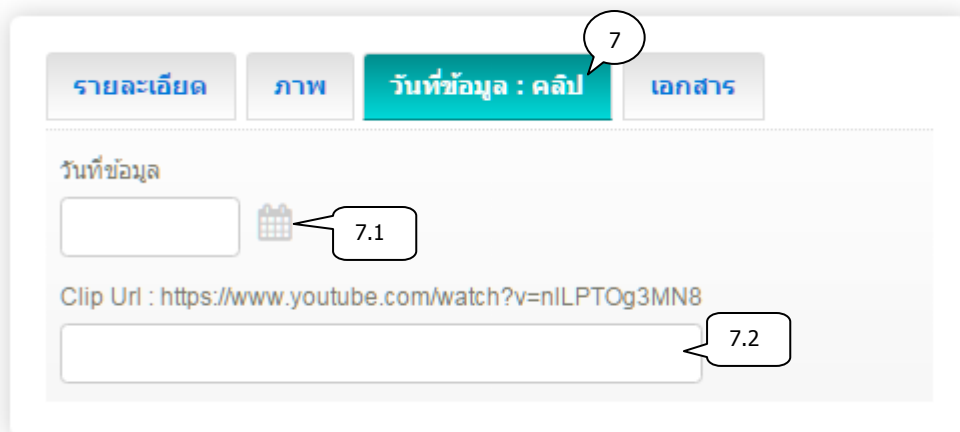 7
รายละเอียด ภาพ วันที่ข้อมูล : คลิป เอกสาร
วันที่ข้อมูล
7.1
Clip Url : https://www.youtube.com/watch?v=nlLPTOg3MN8
7.2